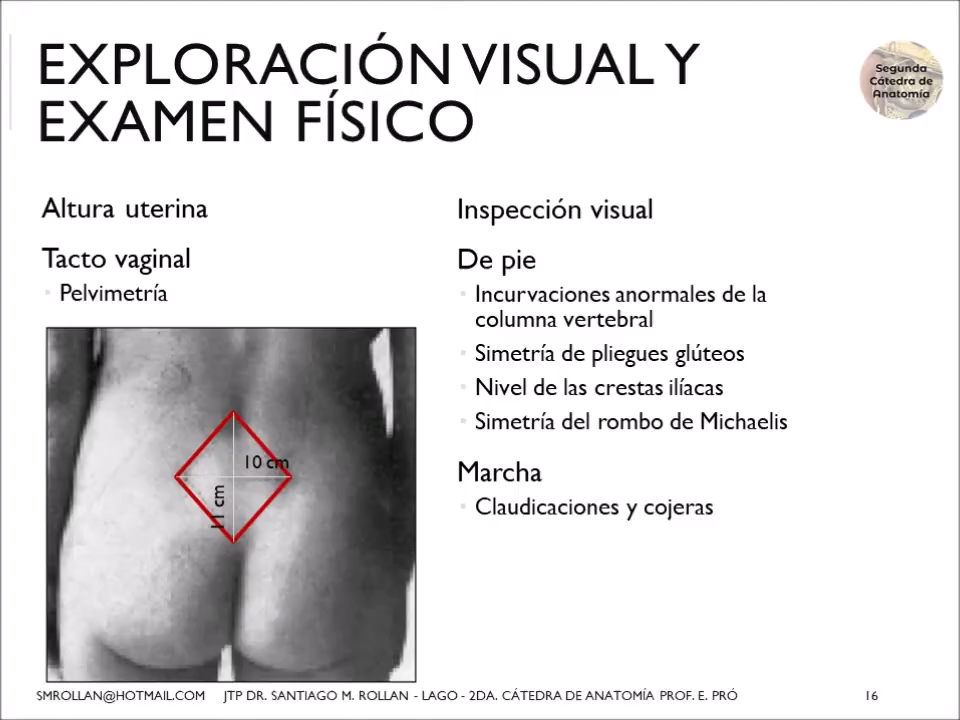 EXPLORACIÓN VISUAL Y
EXAMEN FÍSICO
Segunda
Cátedra de
Anatomía
Altura uterina
Tacto vaginal
Pelvimetría
10 cm
11 cm
Inspección visual
De pie
Incurvaciones anormales de la
columna vertebral
Simetría de pliegues glúteos
Nivel de las crestas ilíacas
Simetría del rombo de Michaelis
Marcha
Claudicaciones y cojeras
SMROLLAN@HOTMAIL.COM JTP DR. SANTIAGO M. ROLLAN - LAGO - 2DA. CÁTEDRA DE ANATOMÍA PROF. E. PRÓ 16